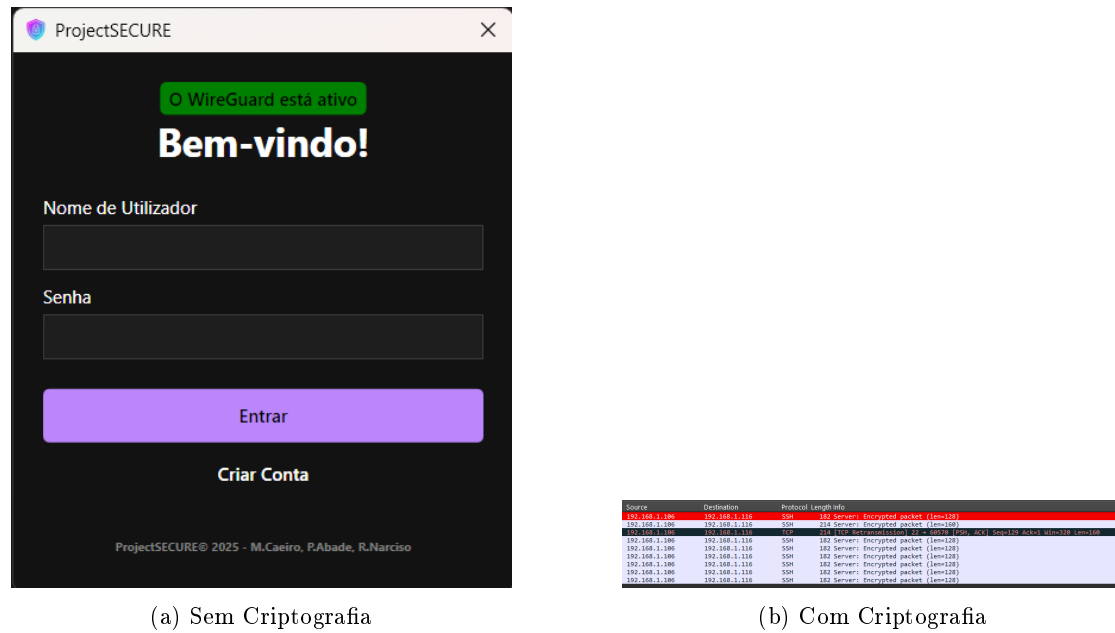 ProjectSECURE
O WireGuard está ativo
Bem-vindo!
Nome de Utilizador
Senha
Entrar
Criar Conta
ProjectSECURE© 2025 - M.Caeiro, P.Abade, R.Narciso
(a) Sem Criptografia
Source Destination Protocol Length Info
192.168.1.106 192.168.1.116 SSH 182 Server: Encrypted packet (len=128)
192.168.1.106 192.168.1.116 SSH 214 Server: Encrypted packet (len=160)
192.168.1.106 192.168.1.116 TCP 214 [TCP Retransmission] 22 → 60578 [PSH, ACK] Seq=129 Ack=1 Win=320 Len=160
192.168.1.106 192.168.1.116 SSH 182 Server: Encrypted packet (len=128)
192.168.1.106 192.168.1.116 SSH 182 Server: Encrypted packet (len=128)
192.168.1.106 192.168.1.116 SSH 182 Server: Encrypted packet (len=128)
192.168.1.106 192.168.1.116 SSH 182 Server: Encrypted packet (len=128)
192.168.1.106 192.168.1.116 SSH 182 Server: Encrypted packet (len=128)
192.168.1.106 192.168.1.116 SSH 182 Server: Encrypted packet (len=128)
(b) Com Criptografia